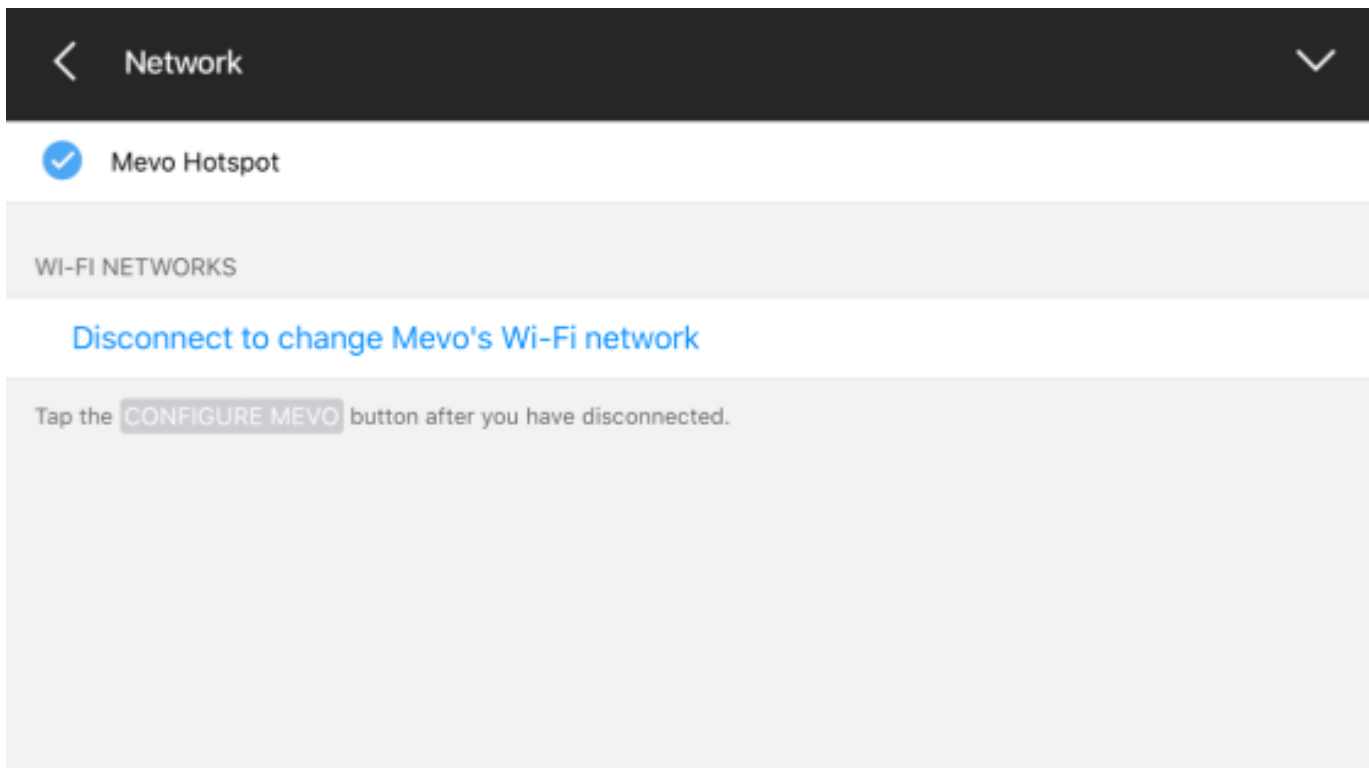 Network
Mevo Hotspot
WI-FI NETWORKS
Disconnect to change Mevo's Wi-Fi network
Tap the CONFIGURE MEVO button after you have disconnected.